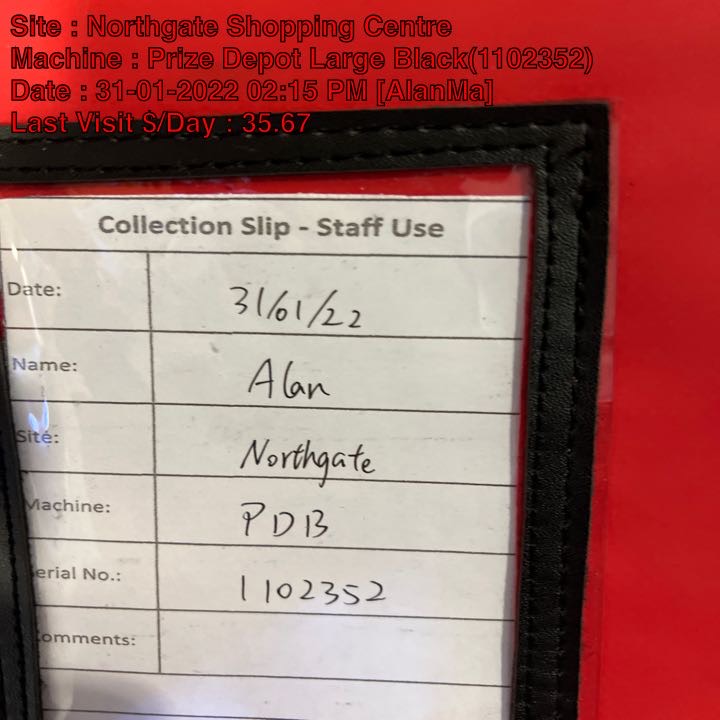 Site : Northgate Shopping Centre
Machine : Prize Depot Large Black(1102352)
Date : 31-01-2022 02:15 PM [AlanMa]
Last Visit $/Day : 35.67
Collection Slip - Staff Use
Date: 31/01/22
Name: Alan
Site: Northgate
Machine: PDB
Serial No.: 1102352
Comments: